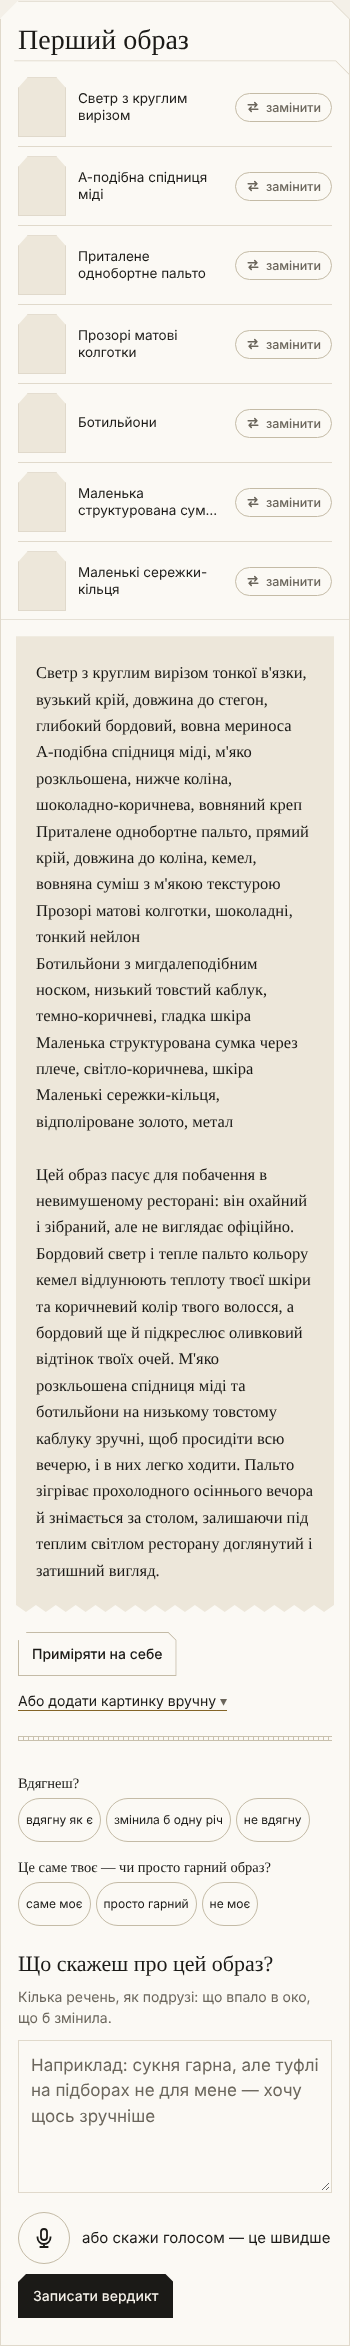 Перший образ
Светр з круглим
вирізом
замінити
А-подібна спідниця
міді
замінити
Приталене
однобортне пальто
замінити
Прозорі матові
колготки
замінити
Ботильйони
замінити
Маленька
структурована сум...
замінити
Маленькі сережки-
кільця
замінити
Светр з круглим вирізом тонкої в'язки,
вузький крій, довжина до стегон,
глибокий бордовий, вовна мериноса
А-подібна спідниця міді, м'яко
розкльошена, нижче коліна,
шоколадно-коричнева, вовняний креп
Приталене однобортне пальто, прямий
крій, довжина до коліна, кемел,
вовняна суміш з м'якою текстурою
Прозорі матові колготки, шоколадні,
тонкий нейлон
Ботильйони з мигдалеподібним
носком, низький товстий каблук,
темно-коричневі, гладка шкіра
Маленька структурована сумка через
плече, світло-коричнева, шкіра
Маленькі сережки-кільця,
відполіроване золото, метал
Цей образ пасує для побачення в
невимушеному ресторані: він охайний
і зібраний, але не виглядає офіційно.
Бордовий светр і тепле пальто кольору
кемел відлунюють теплоту твоєї шкіри
та коричневий колір твого волосся, а
бордовий ще й підкреслює оливковий
відтінок твоїх очей. М'яко
розкльошена спідниця міді та
ботильйони на низькому товстому
каблуку зручні, щоб просидіти всю
вечерю, і в них легко ходити. Пальто
зігріває прохолодного осіннього вечора
й знімається за столом, залишаючи під
теплим світлом ресторану доглянутий і
затишний вигляд.
Приміряти на себе
Або додати картинку вручну ▾
Вдягнеш?
вдягну як є
змінила б одну річ
не вдягну
Це саме твоє — чи просто гарний образ?
саме моє
просто гарний
не моє
Що скажеш про цей образ?
Кілька речень, як подрузі: що впало в око,
що б змінила.
Наприклад: сукня гарна, але туфлі
на підборах не для мене — хочу
щось зручніше
або скажи голосом — це швидше
Записати вердикт